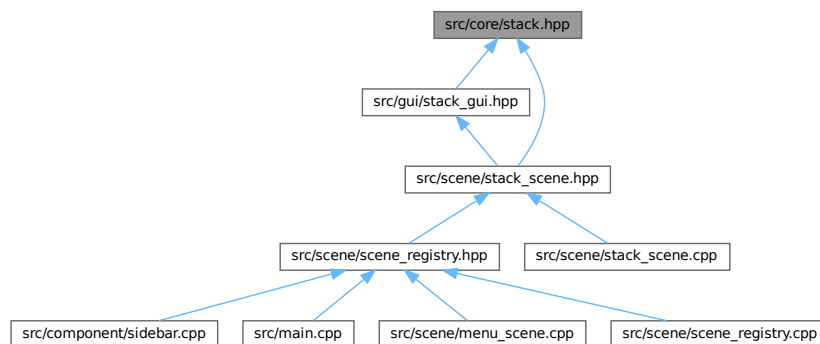 src/core/stack.hpp
src/gui/stack_gui.hpp
src/scene/stack_scene.hpp
src/scene/scene_registry.hpp
src/scene/stack_scene.cpp
src/component/sidebar.cpp
src/main.cpp
src/scene/menu_scene.cpp
src/scene/scene_registry.cpp